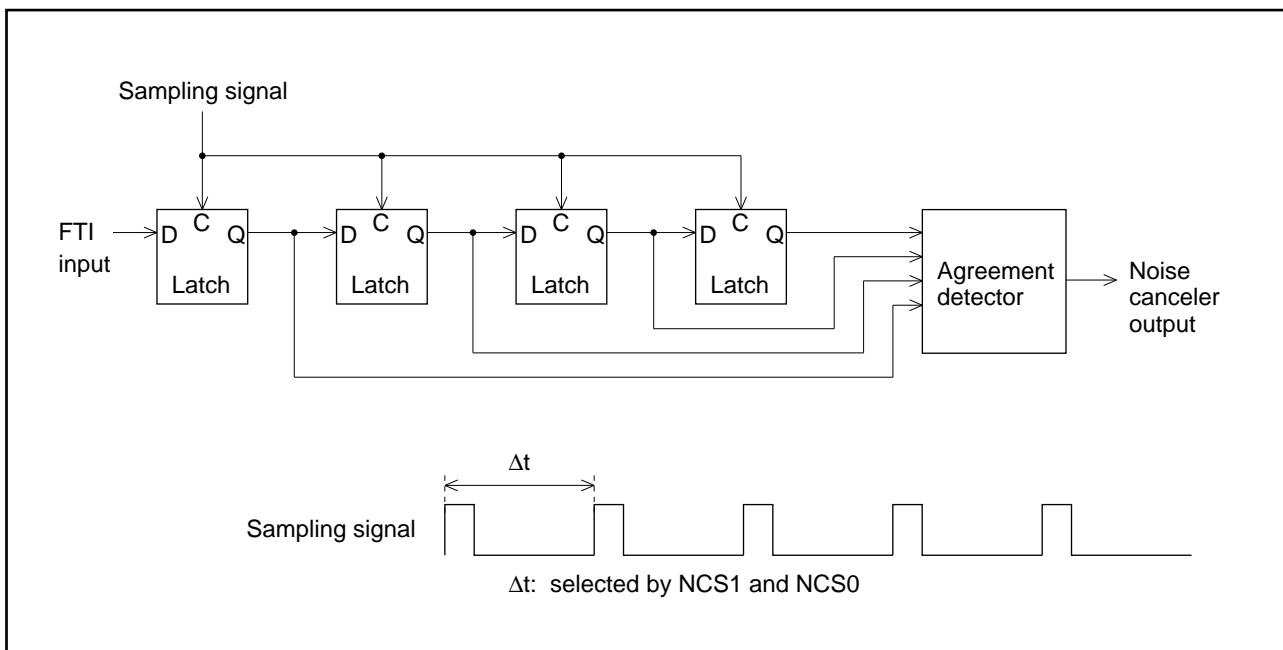 Sampling signal
FTI
input
D
C
Q
Latch
D
C
Q
Latch
D
C
Q
Latch
D
C
Q
Latch
Agreement
detector
Noise
canceler
output
Δt
Sampling signal
Δt: selected by NCS1 and NCS0